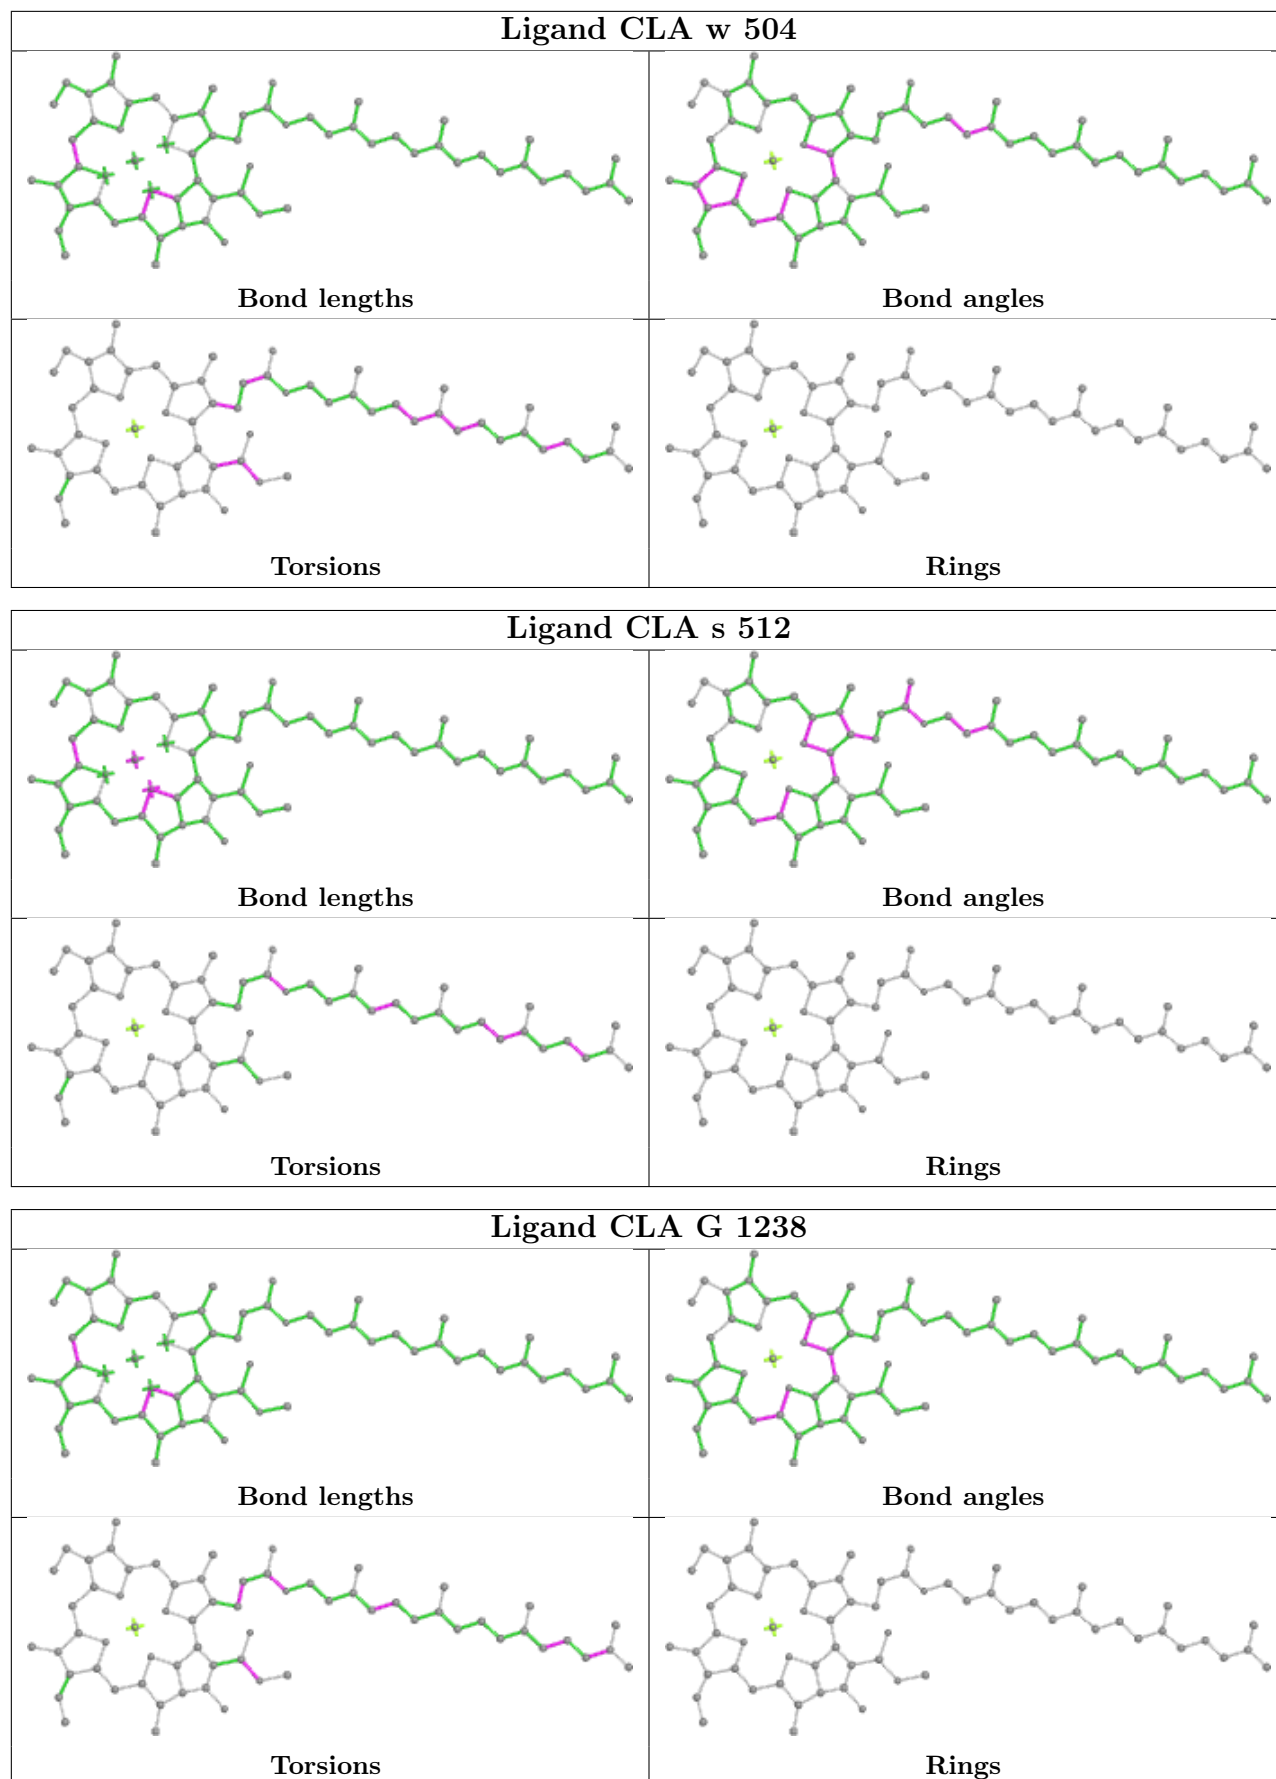 Ligand CLA w 504
Bond lengths
Bond angles
Torsions
Rings
Ligand CLA s 512
Bond lengths
Bond angles
Torsions
Rings
Ligand CLA G 1238
Bond lengths
Bond angles
Torsions
Rings